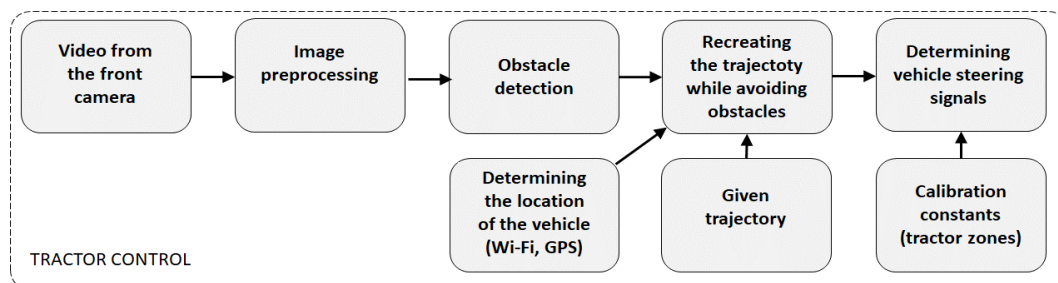 Video from
the front
camera
Image
preprocessing
Obstacle
detection
Recreating
the trajectoty
while avoiding
obstacles
Determining
vehicle steering
signals
Determining
the location
of the vehicle
(Wi-Fi, GPS)
Given
trajectory
Calibration
constants
(tractor zones)
TRACTOR CONTROL